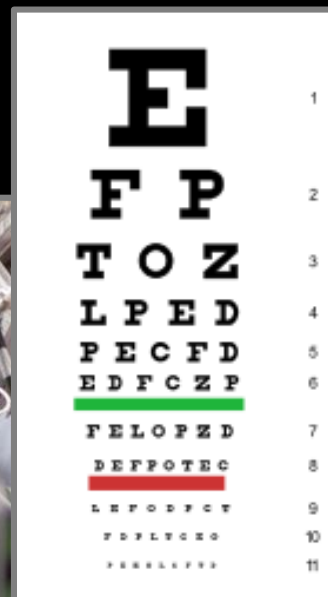 E 1
F P 2
T O Z 3
L P E D 4
P E C F D 5
E D F C Z P 6
F E L O P Z D 7
D E F P O T E C 8
9
10
11